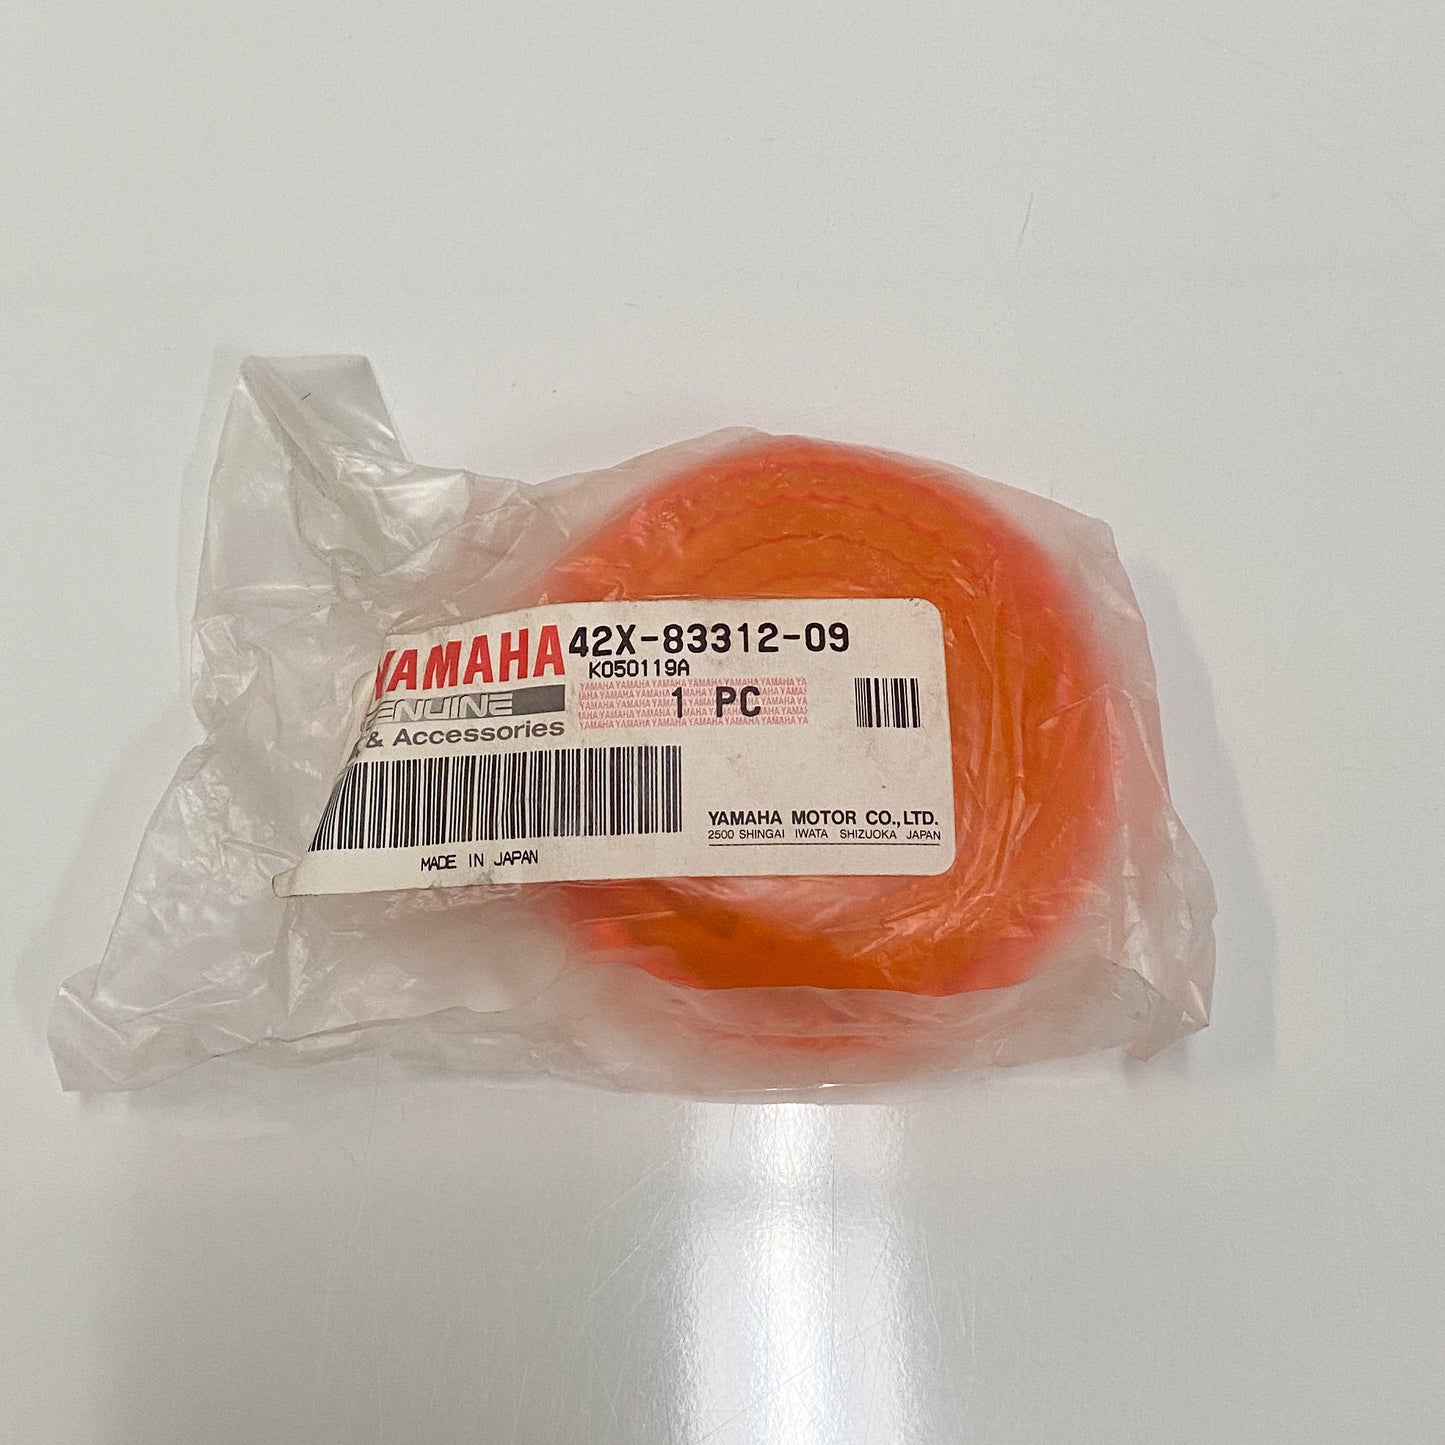 YAMAHA
42X-83312-09
K050119A
GENUINE
1 PC
& Accessories
YAMAHA MOTOR CO., LTD.
2500 SHINGAI IWATA SHIZUOKA JAPAN
MADE IN JAPAN